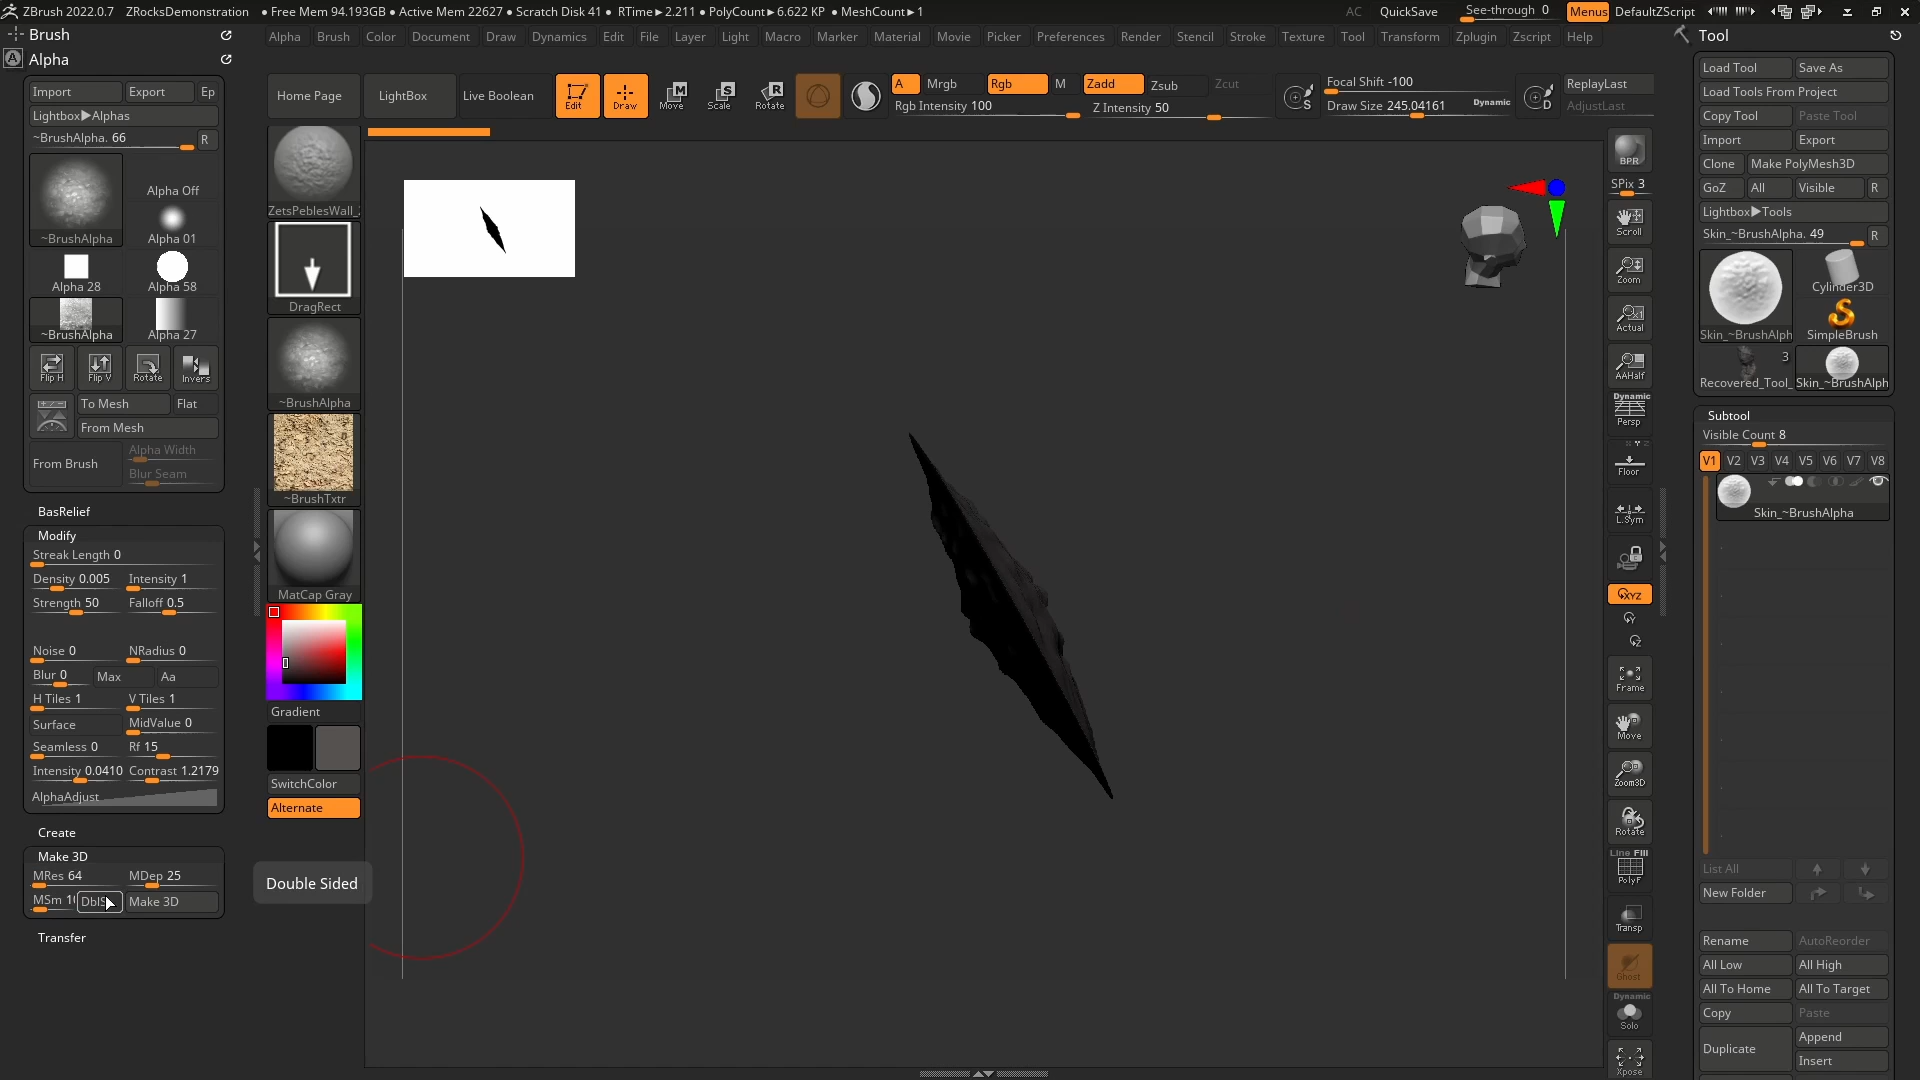 ZBrush 2022.0.7 ZRocksDemonstration • Free Mem 94.193GB • Active Mem 22627 • Scratch Disk 41 • RTime►2.211 • PolyCount►6.622 KP • MeshCount►1 AC QuickSave See-through 0 Menus DefaultZScript
Brush
Alpha
Alpha Brush Color Document Draw Dynamics Edit File Layer Light Macro Marker Material Movie Picker Preferences Render Stencil Stroke Texture Tool Transform Zplugin Zscript Help
Import Export Ep
Lightbox►Alphas
~BrushAlpha. 66 R
~BrushAlpha
Alpha Off
Alpha 01
Alpha 28 Alpha 58
~BrushAlpha Alpha 27
Flip H Flip V Rotate Invers
To Mesh Flat
From Mesh
From Brush
Alpha Width
Blur Seam
BasRelief
Modify
Streak Length 0
Density 0.005 Intensity 1
Strength 50 Falloff 0.5
Noise 0 NRadius 0
Blur 0 Max Aa
H Tiles 1 V Tiles 1
Surface MidValue 0
Seamless 0 Rf 15
Intensity 0.0410 Contrast 1.2179
AlphaAdjust
Create
Make 3D
MRes 64 MDep 25
MSm 10 DblS Make 3D
Transfer
Home Page LightBox Live Boolean Edit Draw Move Scale Rotate
A Mrgb Rgb M Zadd Zsub Zcut
Rgb Intensity 100 Z Intensity 50
S
Focal Shift -100
Draw Size 245.04161 Dynamic
D
ReplayLast
AdjustLast
ZetsPeblesWall_
DragRect
~BrushAlpha
~BrushTxtr
MatCap Gray
Gradient
SwitchColor
Alternate
Double Sided
BPR
SPix 3
Scroll
Zoom
Actual
AAHalf
Dynamic
Persp
Floor
L.Sym
XYZ
Y
Z
Frame
Move
Zoom3D
Rotate
Line Fill
PolyF
Transp
Ghost
Dynamic
Solo
Xpose
Tool
Load Tool Save As
Load Tools From Project
Copy Tool Paste Tool
Import Export
Clone Make PolyMesh3D
GoZ All Visible R
Lightbox►Tools
Skin_~BrushAlpha. 49 R
Skin_~BrushAlph
Cylinder3D
SimpleBrush
3
Recovered_Tool_ Skin_~BrushAlph
Subtool
Visible Count 8
V1 V2 V3 V4 V5 V6 V7 V8
Skin_~BrushAlpha
List All
New Folder
Rename AutoReorder
All Low All High
All To Home All To Target
Copy Paste
Duplicate
Append
Insert